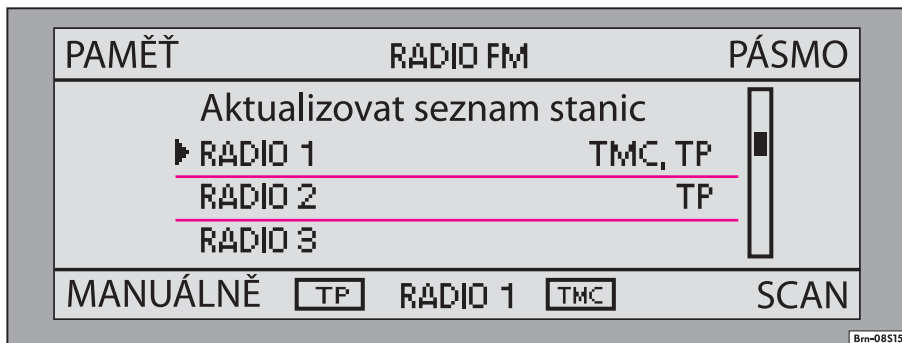 PAMĚŤ RADIO FM PÁSMO
Aktualizovat seznam stanic
RADIO 1 TMC, TP
RADIO 2 TP
RADIO 3
MANUÁLNĚ TP RADIO 1 TMC SCAN
Brn-08S15